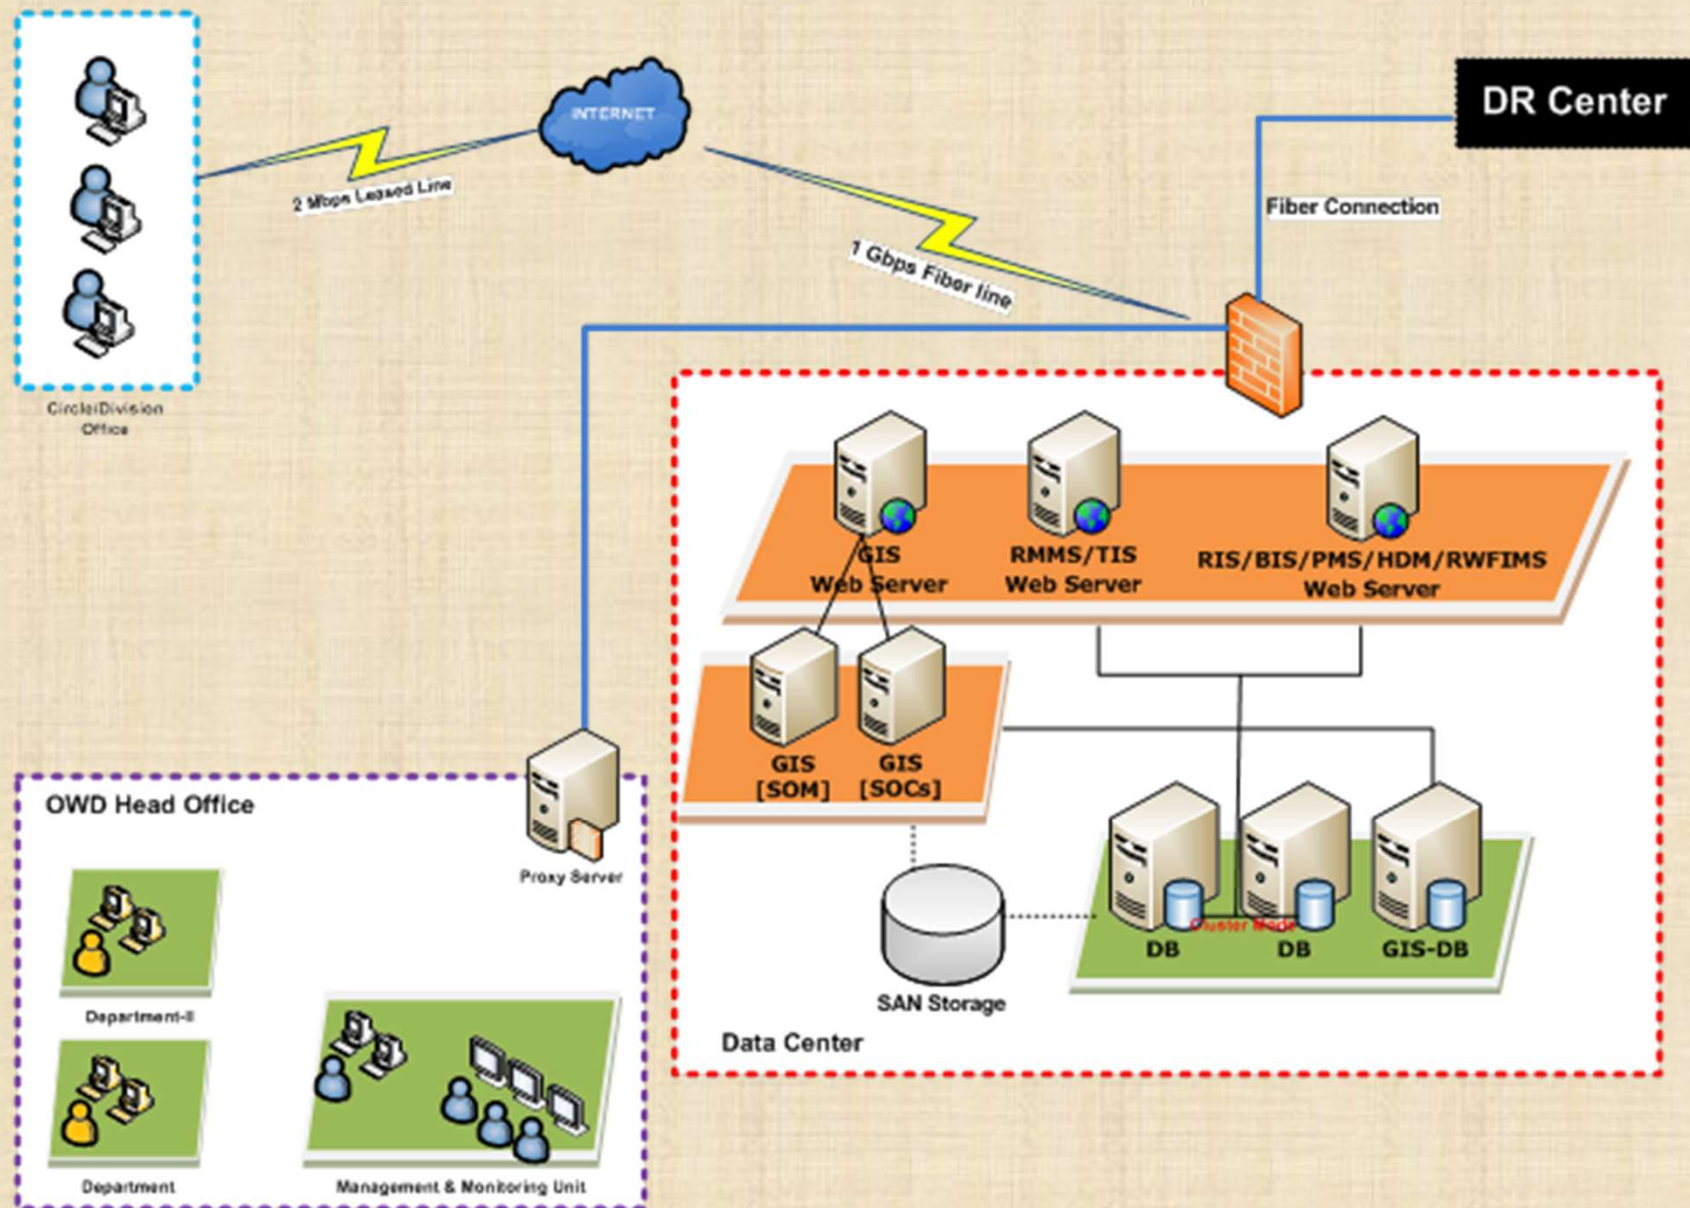 INTERNET
DR Center
2 Mbps Leased Line
Fiber Connection
1 Gbps Fiber line
Circle/Division
Office
GIS
Web Server
RMMS/TIS
Web Server
RIS/BIS/PMS/HDM/RWFIMS
Web Server
GIS
[SOM]
GIS
[SOCs]
OWD Head Office
Proxy Server
Cluster Mode
DB
DB
GIS-DB
SAN Storage
Department-II
Data Center
Department
Management & Monitoring Unit